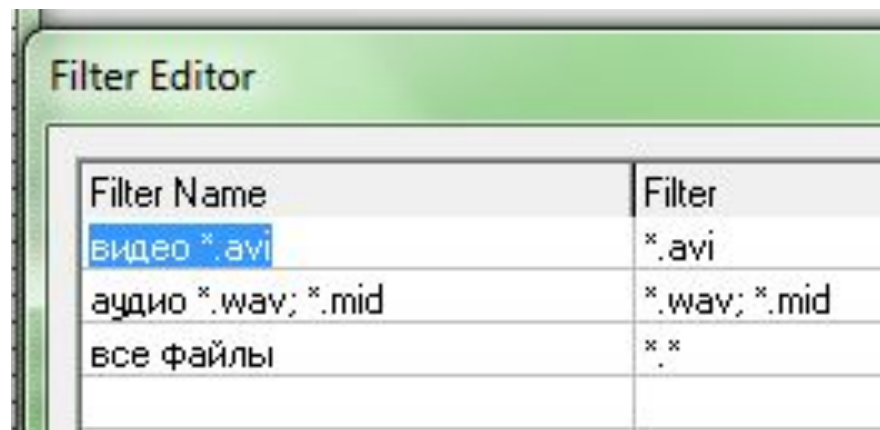 Filter Editor
Filter Name Filter
видео *.avi *.avi
аудио *.wav; *.mid *.wav; *.mid
все файлы *.*